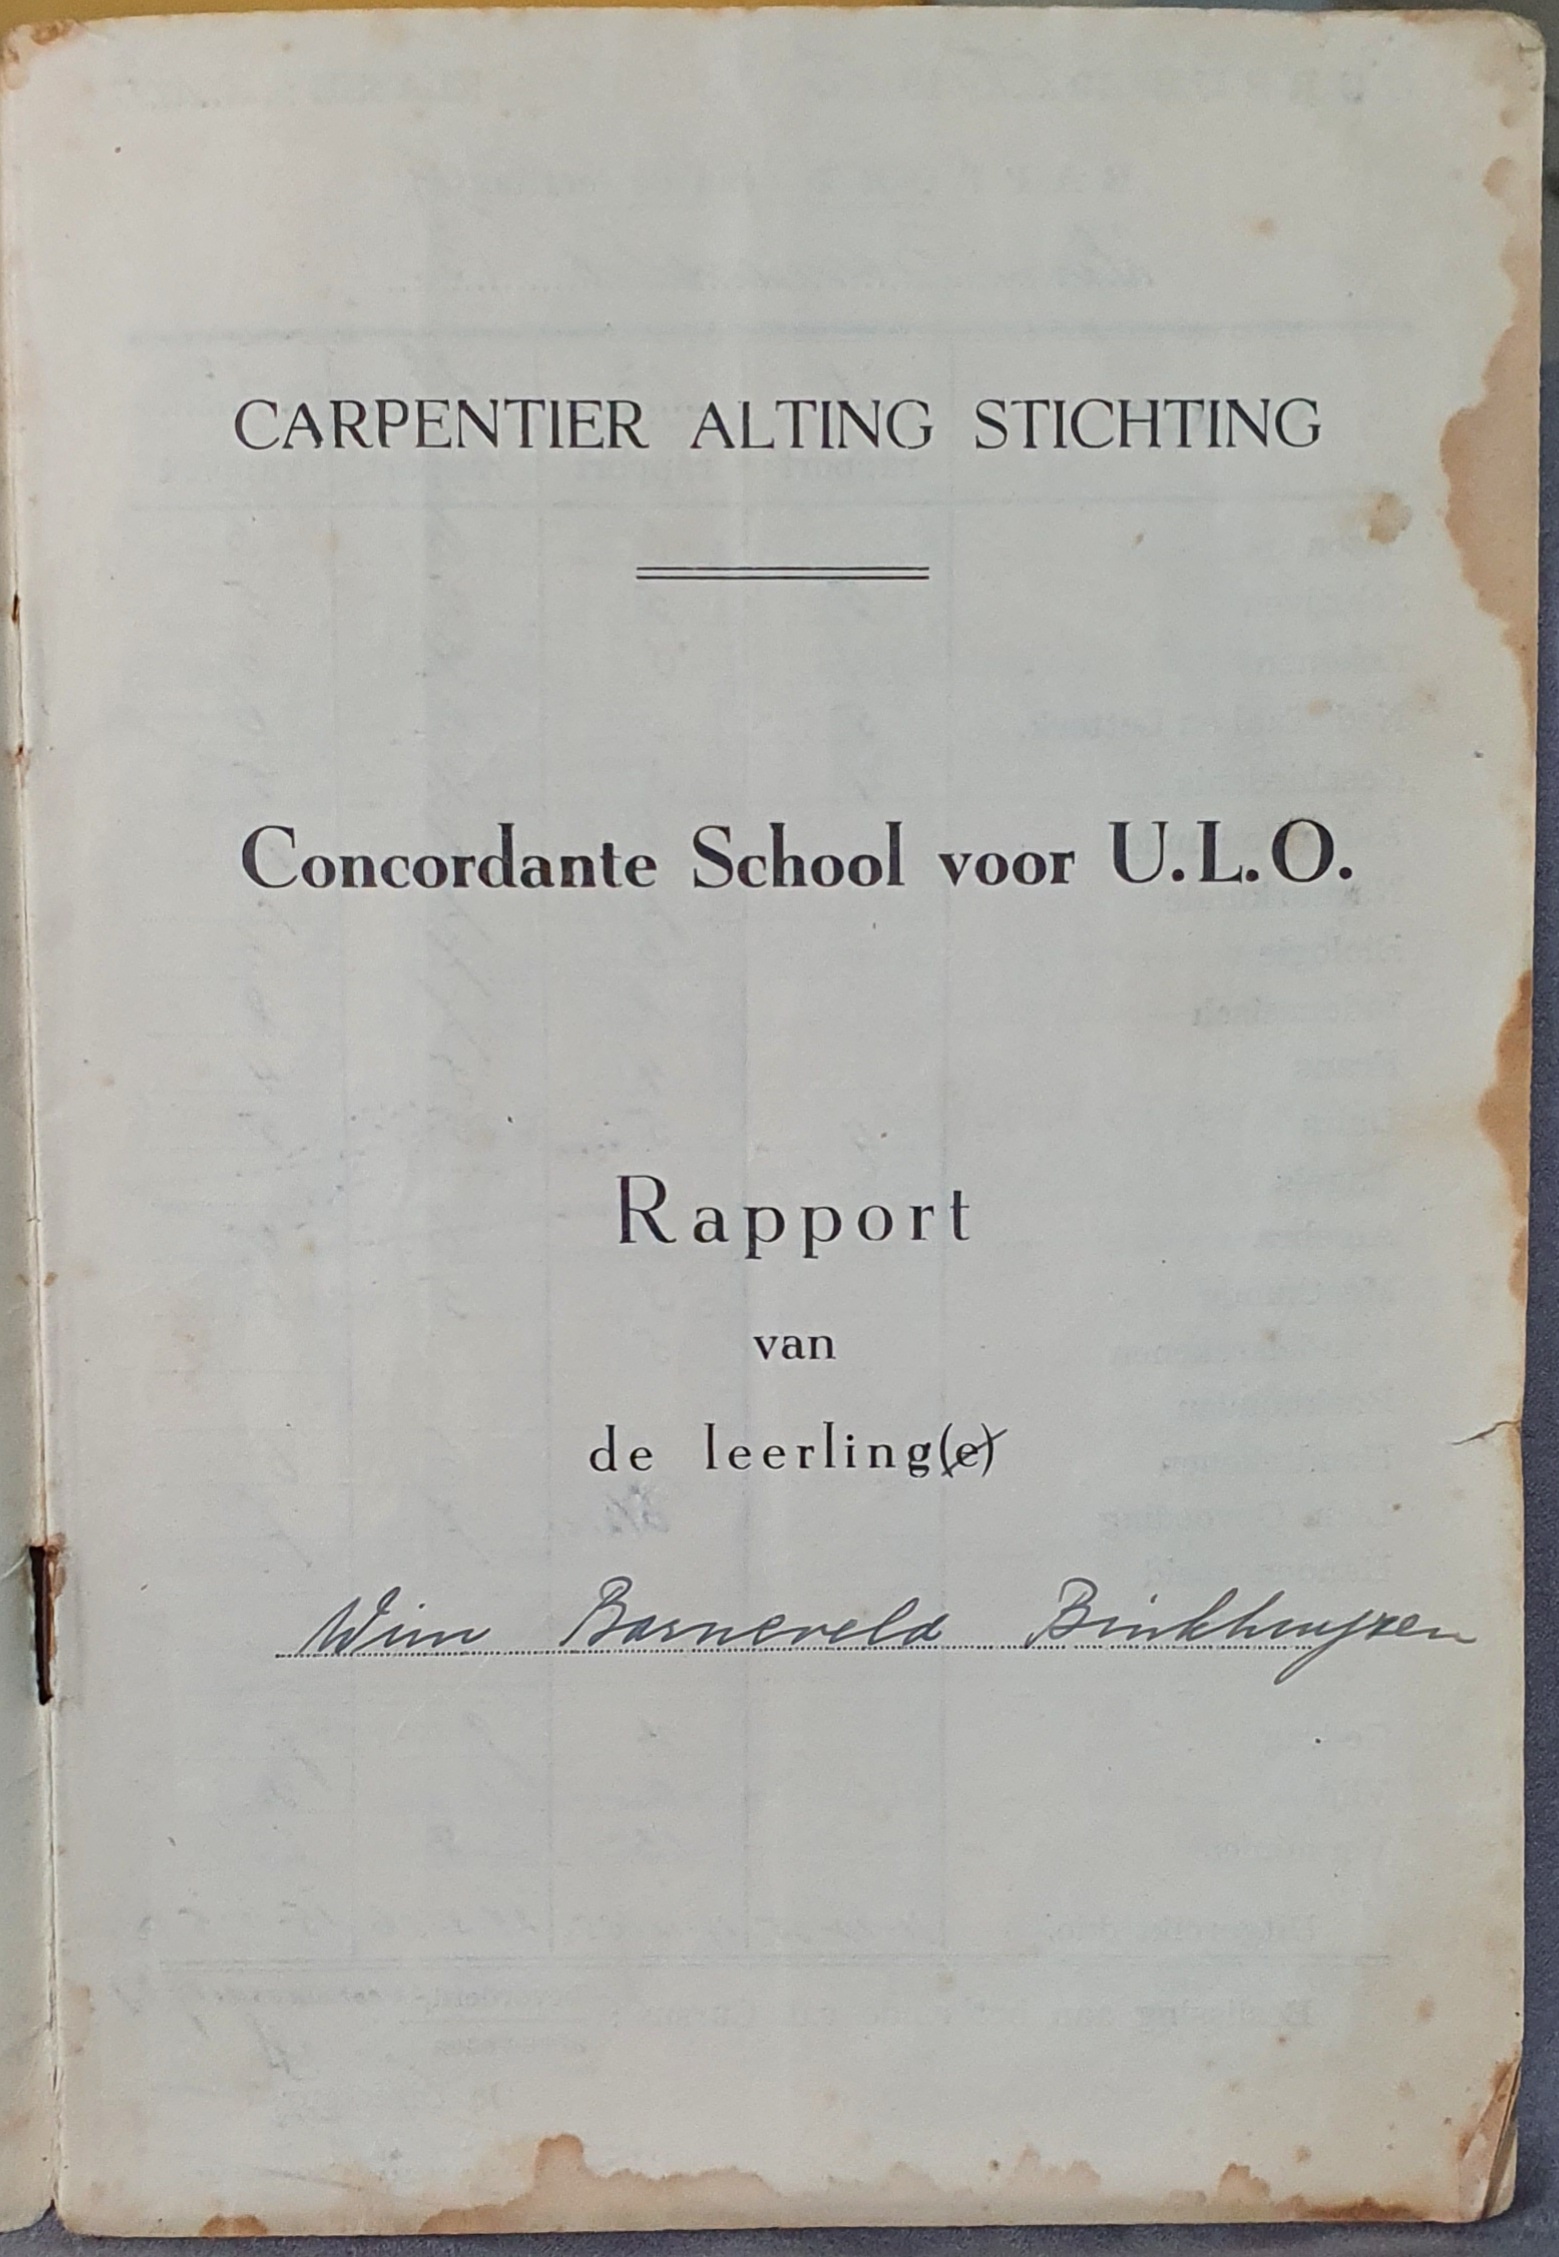 CARPENTIER ALTING STICHTING
Concordante School voor U.L.O.
Rapport
van
de leerling(e)
Wim Barneveld Binkhuysen